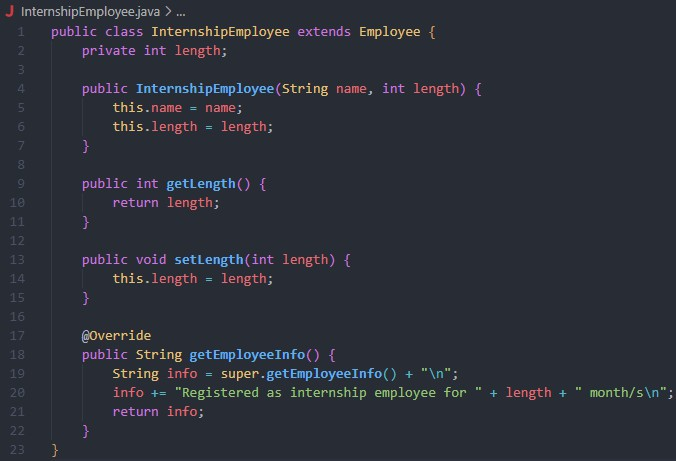 InternshipEmployee.java > ...
1 public class InternshipEmployee extends Employee {
2     private int length;
3
4     public InternshipEmployee(String name, int length) {
5         this.name = name;
6         this.length = length;
7     }
8
9     public int getLength() {
10         return length;
11     }
12
13     public void setLength(int length) {
14         this.length = length;
15     }
16
17     @Override
18     public String getEmployeeInfo() {
19         String info = super.getEmployeeInfo() + "\n";
20         info += "Registered as internship employee for " + length + " month/s\n";
21         return info;
22     }
23 }